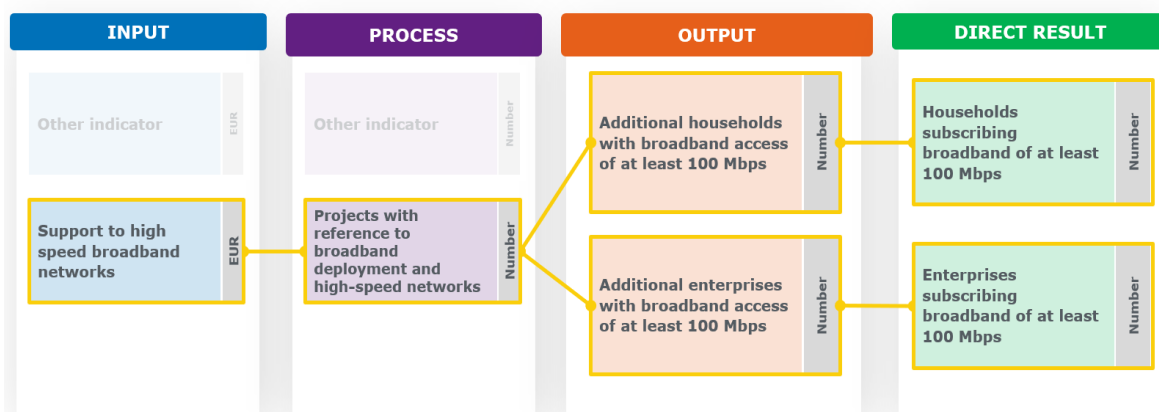 INPUT
Other indicator
EUR
Support to high
speed broadband
networks
EUR
PROCESS
Other indicator
Number
Projects with
reference to
broadband
deployment and
high-speed networks
Number
OUTPUT
Additional households
with broadband access
of at least 100 Mbps
Number
Additional enterprises
with broadband access
of at least 100 Mbps
Number
DIRECT RESULT
Households
subscribing
broadband of at least
100 Mbps
Number
Enterprises
subscribing
broadband of at least
100 Mbps
Number